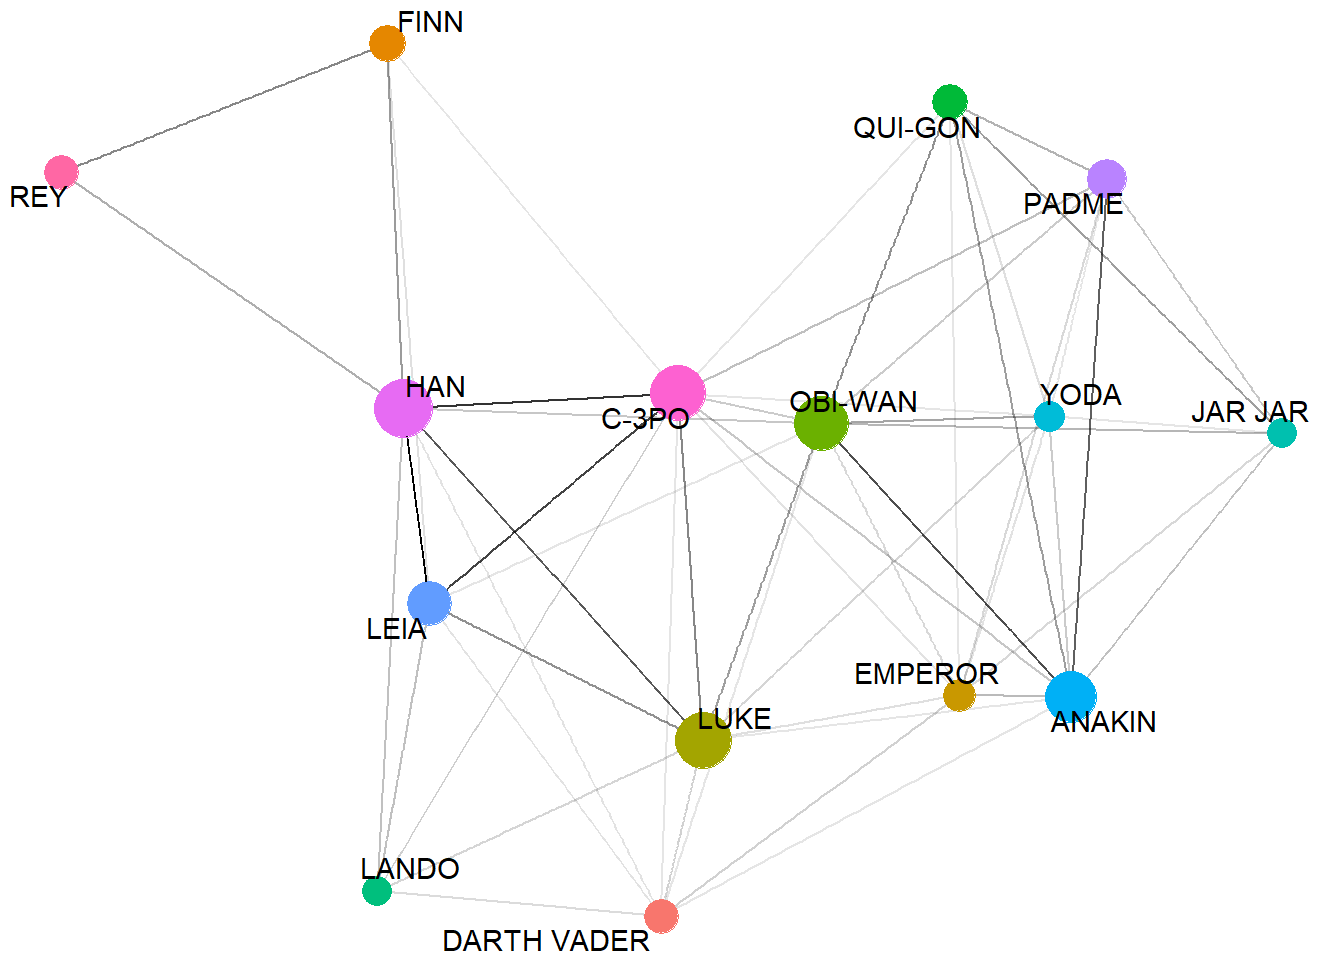 FINN
QUI-GON
REY
PADME
HAN
C-3PO
OBI-WAN
YODA
JAR JAR
LEIA
EMPEROR
LUKE
ANAKIN
LANDO
DARTH VADER